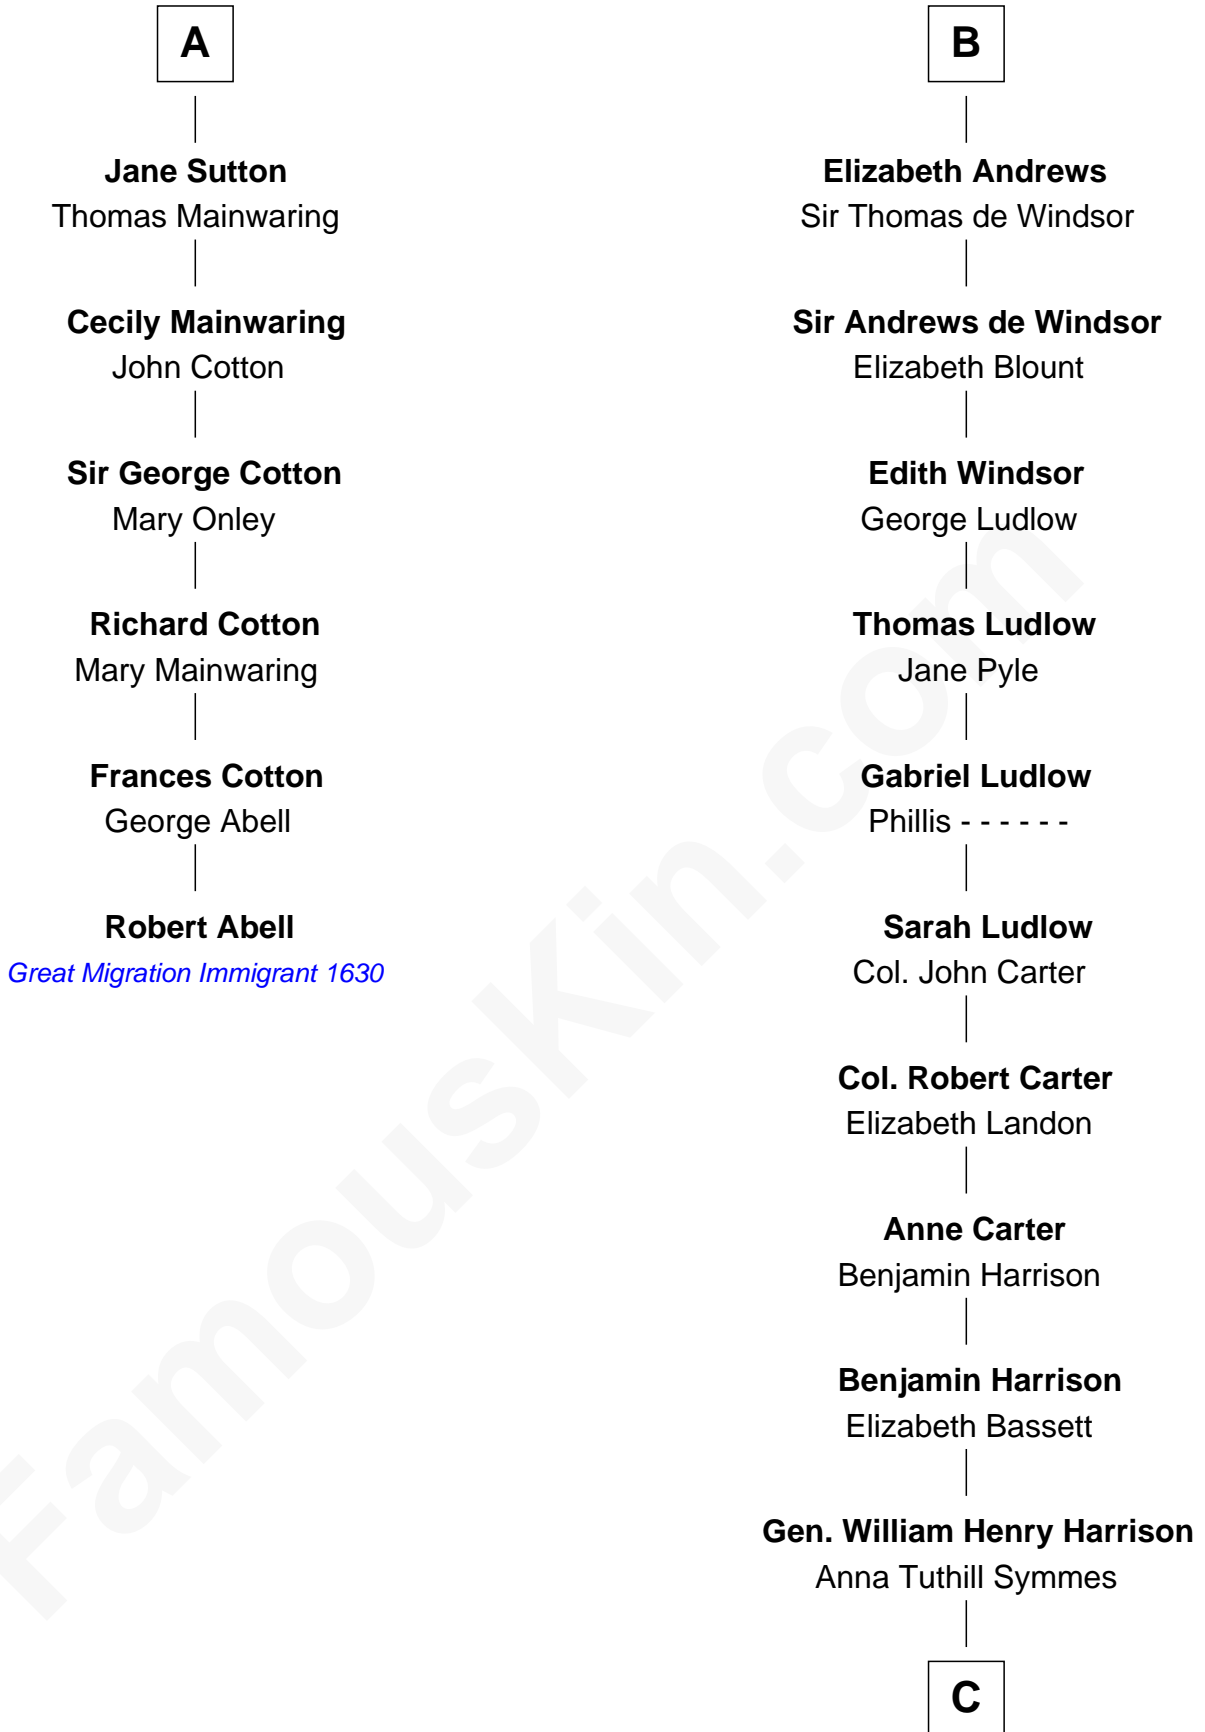 A
Jane Sutton
Thomas Mainwaring
Cecily Mainwaring
John Cotton
Sir George Cotton
Mary Onley
Richard Cotton
Mary Mainwaring
Frances Cotton
George Abell
Robert Abell
Great Migration Immigrant 1630
B
Elizabeth Andrews
Sir Thomas de Windsor
Sir Andrews de Windsor
Elizabeth Blount
Edith Windsor
George Ludlow
Thomas Ludlow
Jane Pyle
Gabriel Ludlow
Phillis - - - - - -
Sarah Ludlow
Col. John Carter
Col. Robert Carter
Elizabeth Landon
Anne Carter
Benjamin Harrison
Benjamin Harrison
Elizabeth Bassett
Gen. William Henry Harrison
Anna Tuthill Symmes
C
FamousKin.com